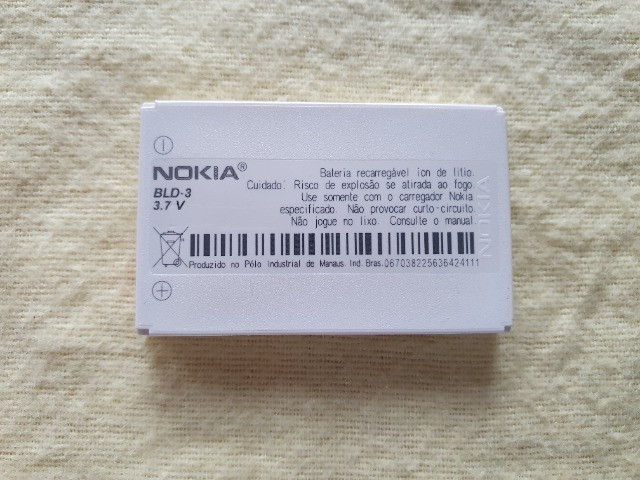 NOKIA®
BLD-3
3.7 V
Bateria recarregável íon de lítio.
Cuidado: Risco de explosão se atirada ao fogo.
Use somente com o carregador Nokia
especificado. Não provocar curto-circuito.
Não jogue no lixo. Consulte o manual
NOKIA
Produzido no Pólo Industrial de Manaus. Ind. Bras. 067038225636424111